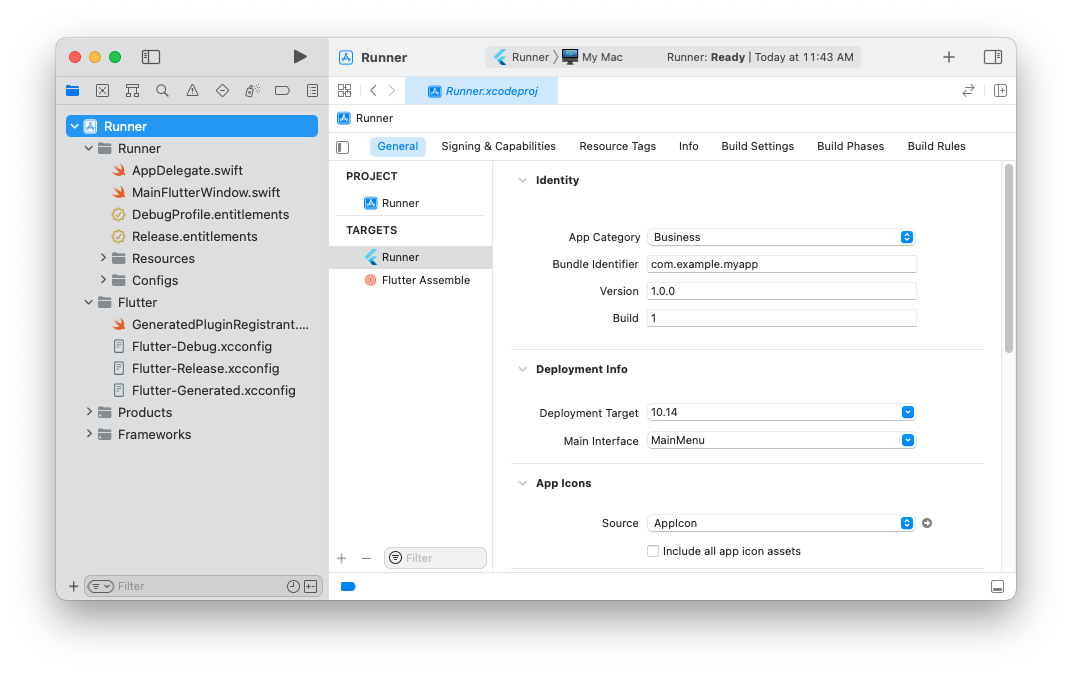 Runner
Runner
AppDelegate.swift
MainFlutterWindow.swift
DebugProfile.entitlements
Release.entitlements
Resources
Configs
Flutter
GeneratedPluginRegistrant....
Flutter-Debug.xcconfig
Flutter-Release.xcconfig
Flutter-Generated.xcconfig
Products
Frameworks
Filter
Runner
Runner My Mac Runner: Ready | Today at 11:43 AM
Runner.xcodeproj
Runner
General Signing & Capabilities Resource Tags Info Build Settings Build Phases Build Rules
PROJECT
Runner
TARGETS
Runner
Flutter Assemble
Filter
Identity
App Category Business
Bundle Identifier com.example.myapp
Version 1.0.0
Build 1
Deployment Info
Deployment Target 10.14
Main Interface MainMenu
App Icons
Source AppIcon
Include all app icon assets